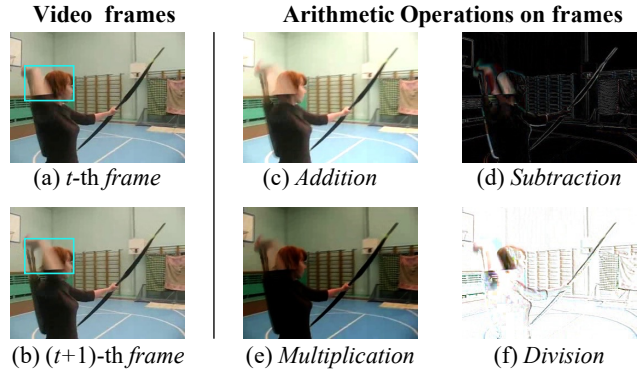 Video frames
Arithmetic Operations on frames
(a) t-th frame
(c) Addition
(d) Subtraction
(b) (t+1)-th frame
(e) Multiplication
(f) Division